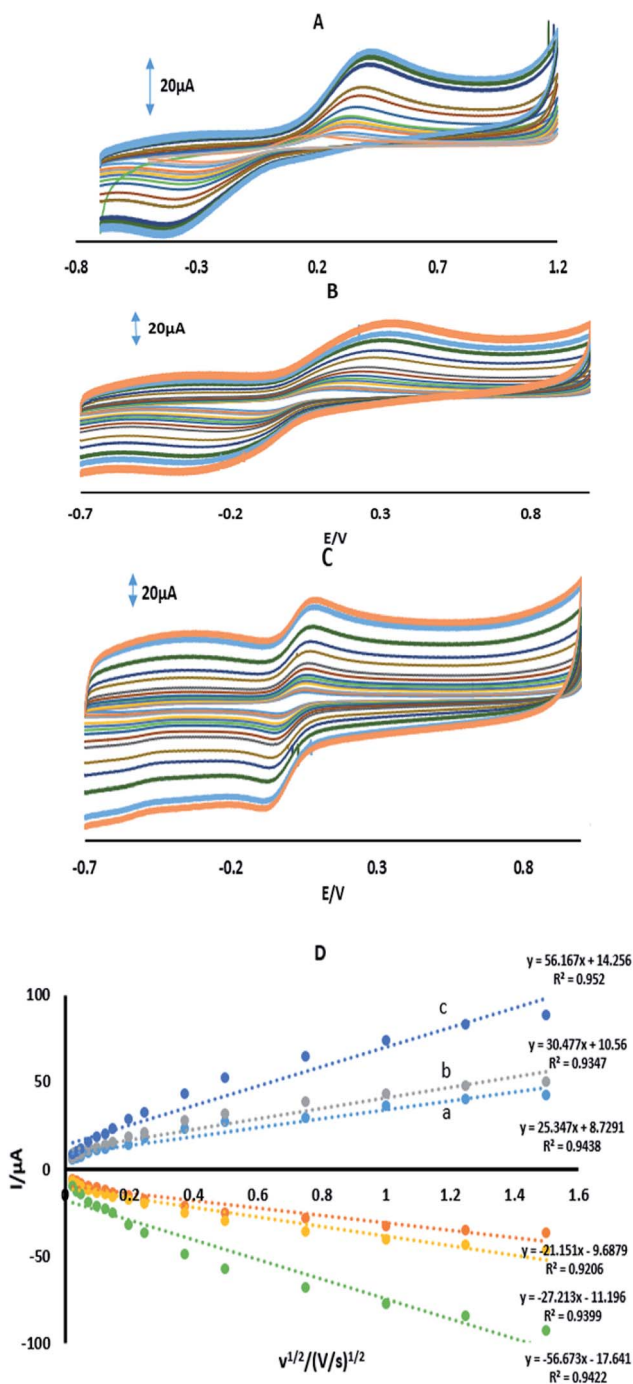 A
20µA
-0.8 -0.3 0.2 0.7 1.2
B
20µA
-0.7 -0.2 0.3 0.8
E/V
C
20µA
-0.7 -0.2 0.3 0.8
E/V
D
y = 56.167x + 14.256
R² = 0.952
100
c
y = 30.477x + 10.56
R² = 0.9347
50
b
a
y = 25.347x + 8.7291
R² = 0.9438
I/µA
0
0 0.2 0.4 0.6 0.8 1 1.2 1.4 1.6
-50
y = -21.151x - 9.6879
R² = 0.9206
y = -27.213x - 11.196
R² = 0.9399
-100
v1/2/(V/s)1/2
y = -56.673x - 17.641
R² = 0.9422